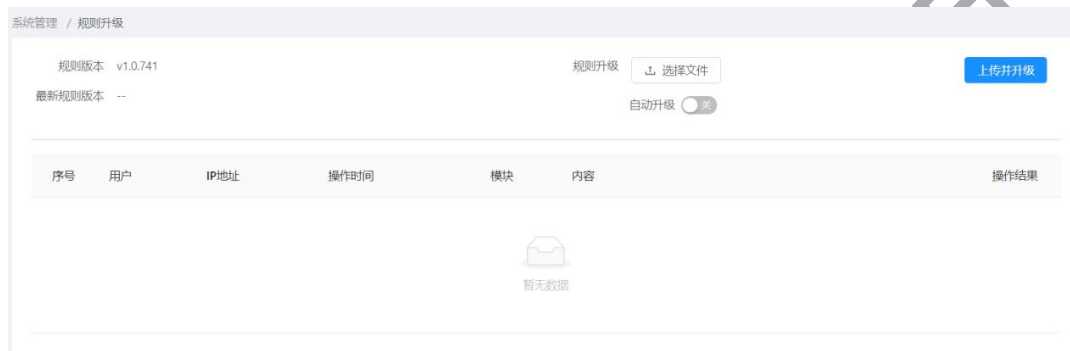 系统管理 / 规则升级
规则版本 v1.0.741 规则升级 选择文件 上传并升级
最新规则版本 -- 自动升级 关
序号 用户 IP地址 操作时间 模块 内容 操作结果
暂无数据